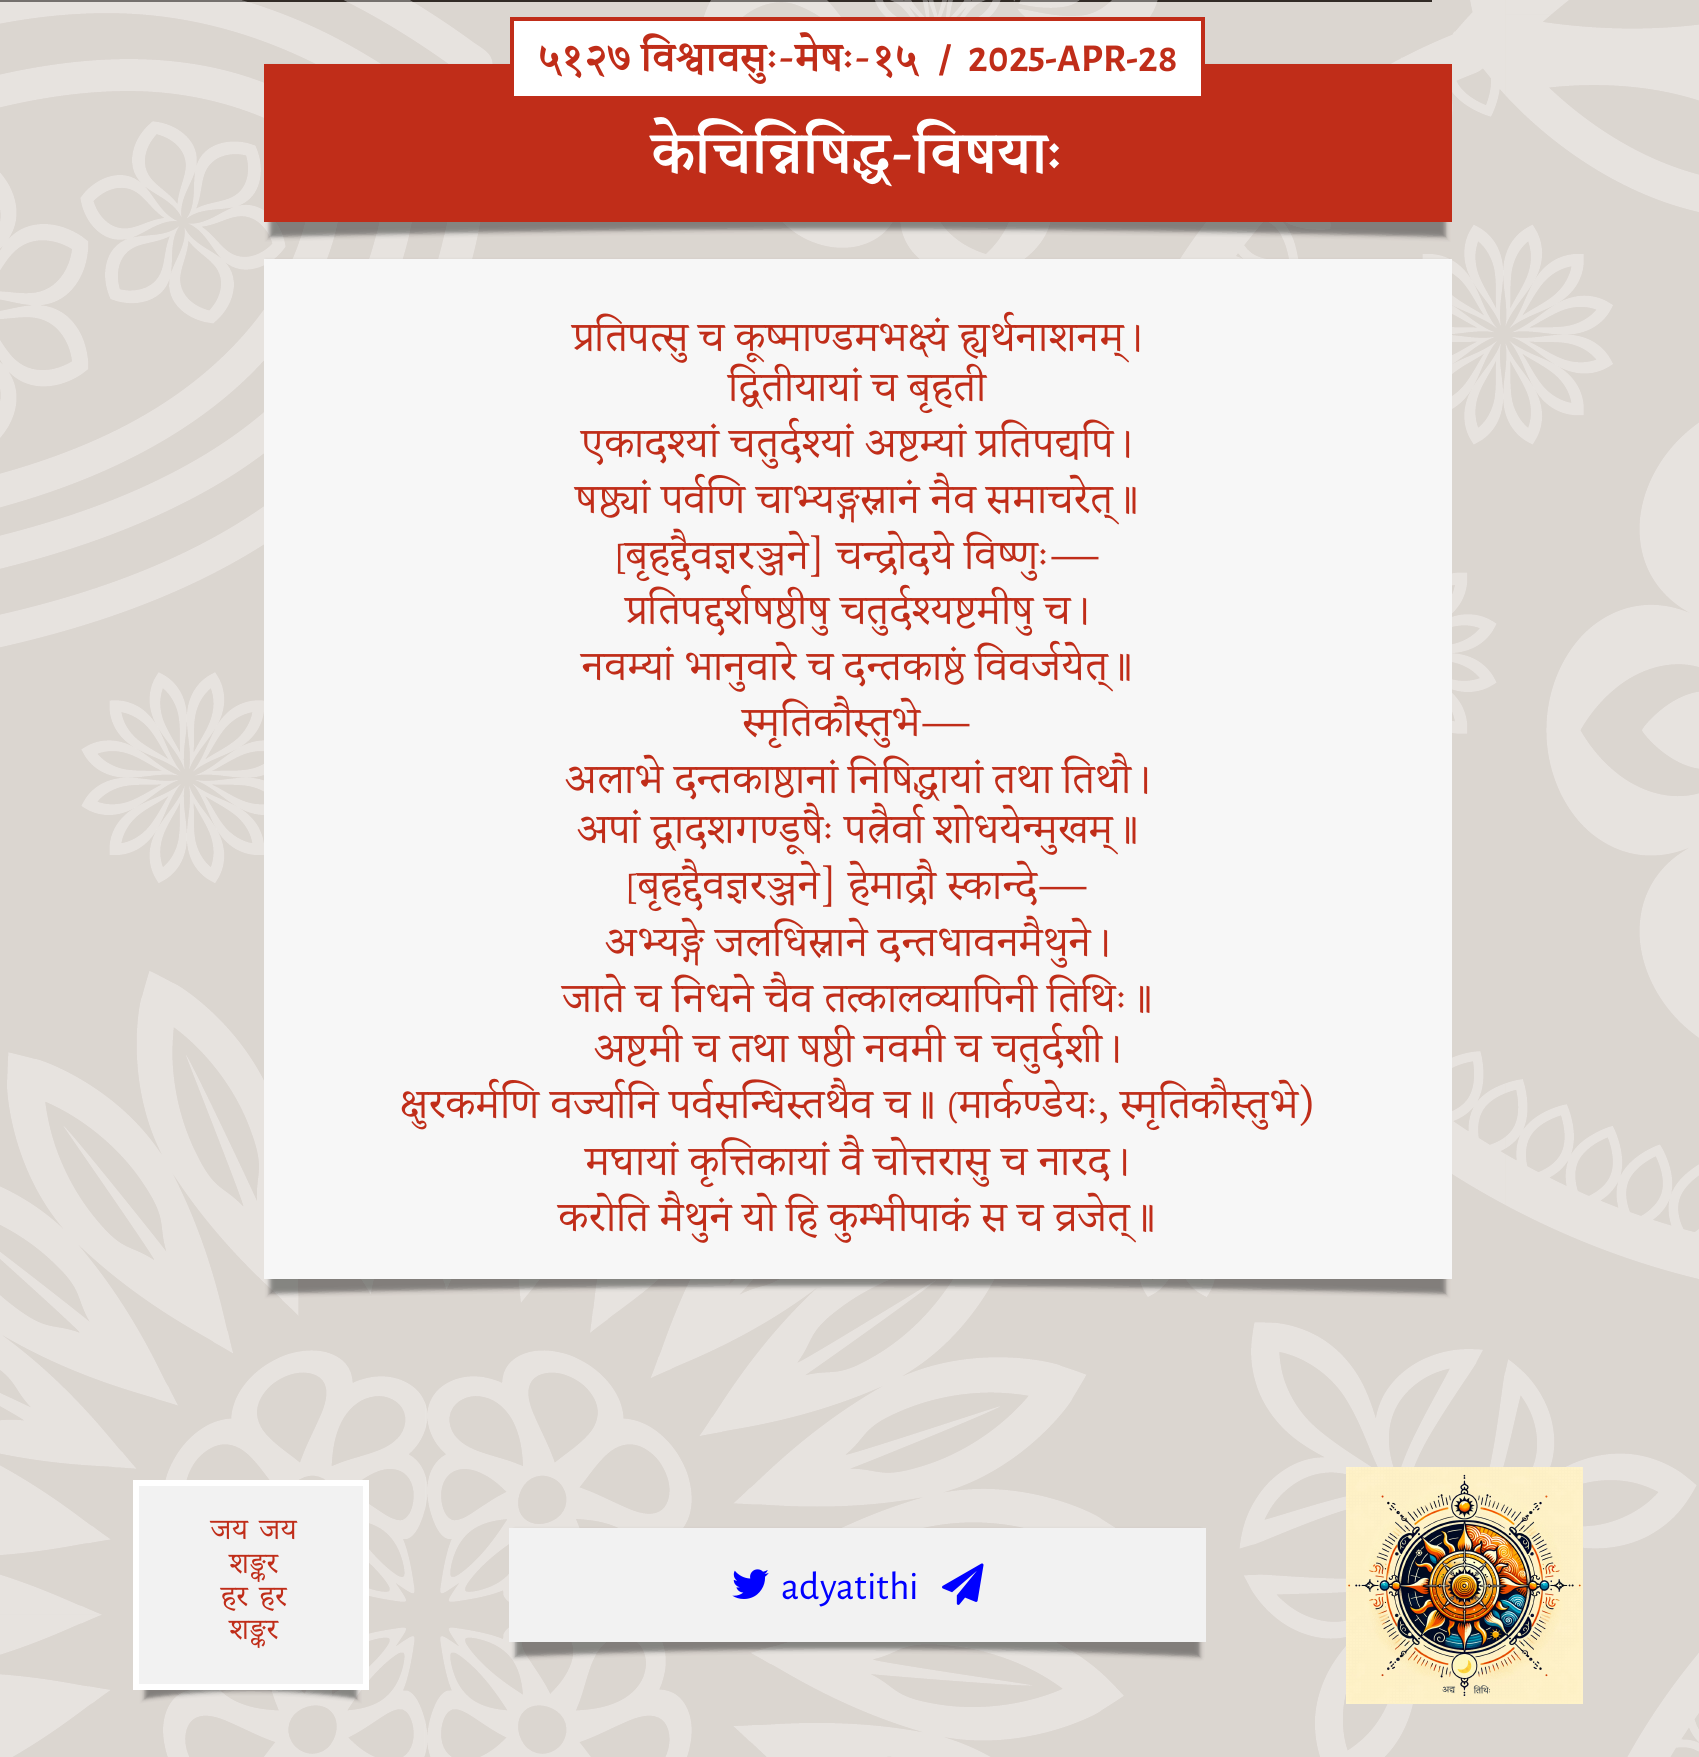 ५१२७ विश्वावसुः-मेषः-१५ / 2025-APR-28
केचिन्निषिद्ध-विषयाः
प्रतिपत्सु च कूष्माण्डमभक्ष्यं ह्यर्थनाशनम्।
द्वितीयायां च बृहती
एकादश्यां चतुर्दश्यां अष्टम्यां प्रतिपद्यपि।
षष्ठ्यां पर्वणि चाभ्यङ्गस्नानं नैव समाचरेत्॥
[बृहद्दैवज्ञरञ्जने] चन्द्रोदये विष्णुः—
प्रतिपद्दर्शषष्ठीषु चतुर्दश्यष्टमीषु च।
नवम्यां भानुवारे च दन्तकाष्ठं विवर्जयेत्॥
स्मृतिकौस्तुभे—
अलाभे दन्तकाष्ठानां निषिद्धायां तथा तिथौ।
अपां द्वादशगण्डूषैः पत्रैर्वा शोधयेन्मुखम्॥
[बृहद्दैवज्ञरञ्जने] हेमाद्रौ स्कान्दे—
अभ्यङ्गे जलधिस्नाने दन्तधावनमैथुने।
जाते च निधने चैव तत्कालव्यापिनी तिथिः॥
अष्टमी च तथा षष्ठी नवमी च चतुर्दशी।
क्षुरकर्मणि वर्ज्यानि पर्वसन्धिस्तथैव च॥ (मार्कण्डेयः, स्मृतिकौस्तुभे)
मघायां कृत्तिकायां वै चोत्तरासु च नारद।
करोति मैथुनं यो हि कुम्भीपाकं स च व्रजेत्॥
जय जय
शङ्कर
हर हर
शङ्कर
adyatithi
अद्य तिथिः